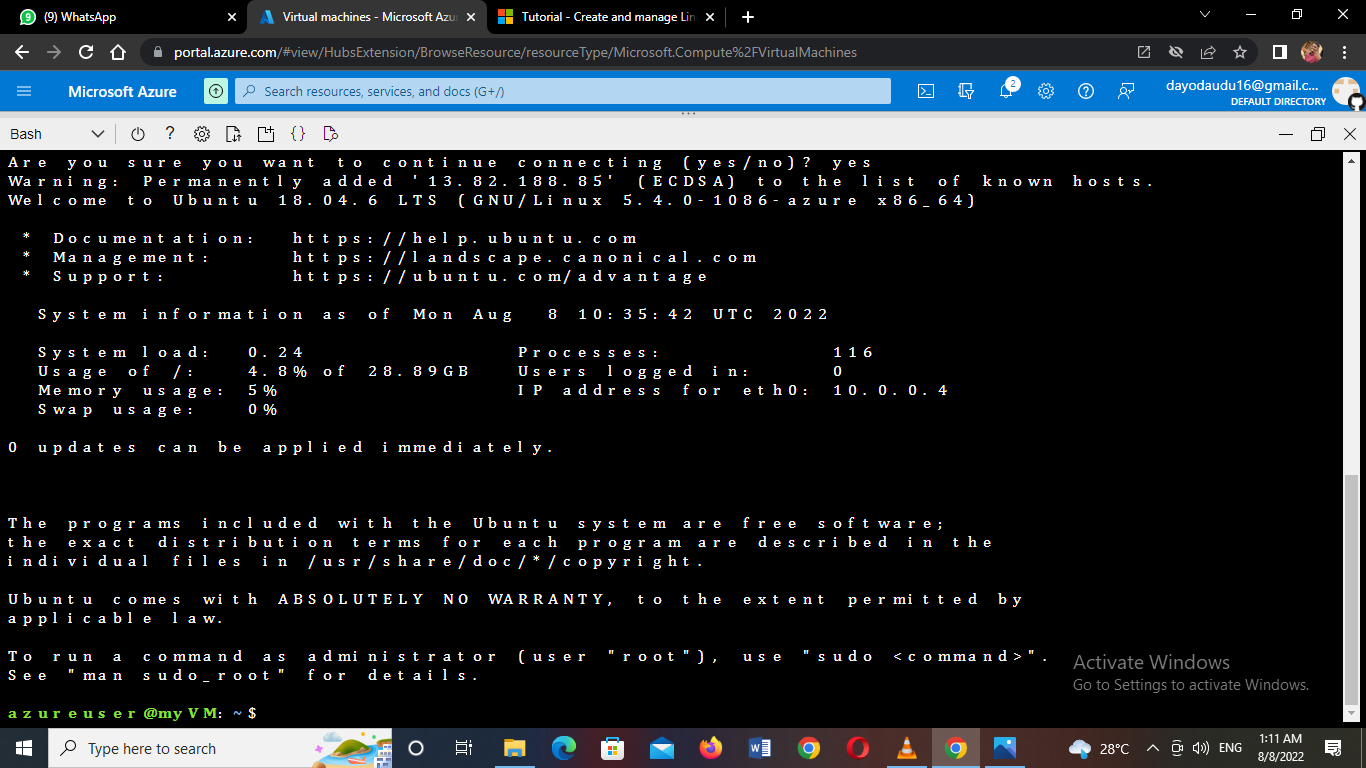 (9) WhatsApp
Virtual machines - Microsoft Azu
Tutorial - Create and manage Lin
portal.azure.com/#view/HubsExtension/BrowseResource/resourceType/Microsoft.Compute%2FVirtualMachines
Microsoft Azure
Search resources, services, and docs (G+/)
2
dayodaudu16@gmail.c...
DEFAULT DIRECTORY
Bash
Are you sure you want to continue connecting (yes/no)? yes
Warning: Permanently added '13.82.188.85' (ECDSA) to the list of known hosts.
Welcome to Ubuntu 18.04.6 LTS (GNU/Linux 5.4.0-1086-azure x86_64)
* Documentation: https://help.ubuntu.com
* Management: https://landscape.canonical.com
* Support: https://ubuntu.com/advantage
System information as of Mon Aug 8 10:35:42 UTC 2022
System load: 0.24 Processes: 116
Usage of /: 4.8% of 28.89GB Users logged in: 0
Memory usage: 5% IP address for eth0: 10.0.0.4
Swap usage: 0%
0 updates can be applied immediately.
The programs included with the Ubuntu system are free software;
the exact distribution terms for each program are described in the
individual files in /usr/share/doc/*/copyright.
Ubuntu comes with ABSOLUTELY NO WARRANTY, to the extent permitted by
applicable law.
To run a command as administrator (user "root"), use "sudo <command>".
See "man sudo_root" for details.
azureuser@myVM:~$
Activate Windows
Go to Settings to activate Windows.
Type here to search
28°C
ENG
1:11 AM
8/8/2022